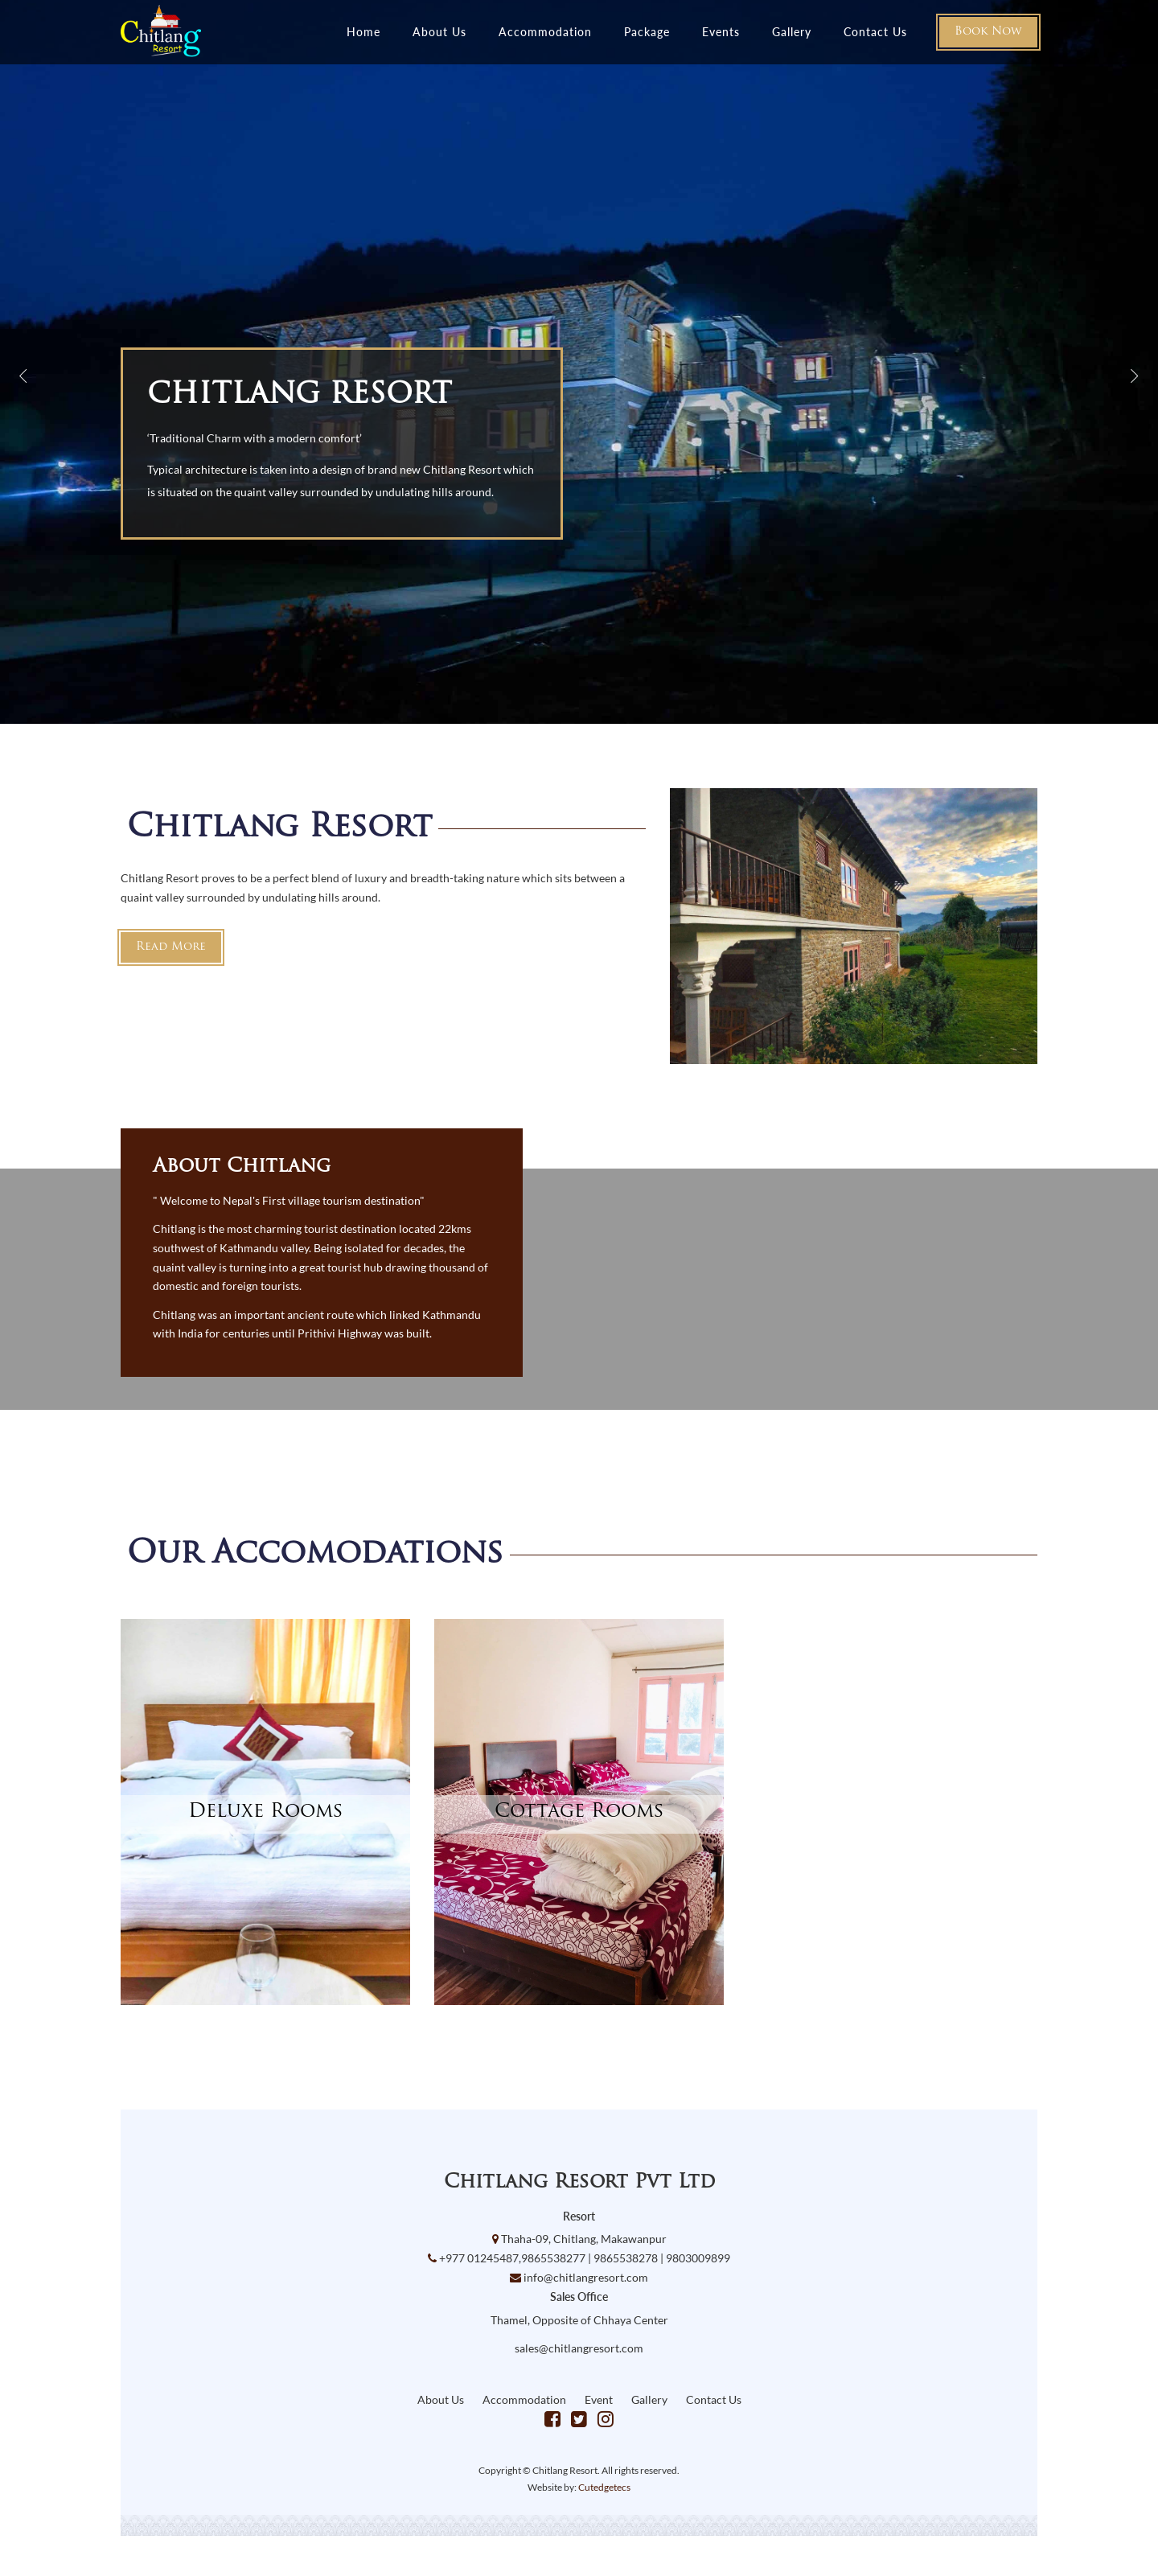 Chitlang
Resort
Home About Us Accommodation Package Events Gallery Contact Us Book Now
CHITLANG RESORT
‘Traditional Charm with a modern comfort’
Typical architecture is taken into a design of brand new Chitlang Resort which
is situated on the quaint valley surrounded by undulating hills around.
Chitlang Resort
Chitlang Resort proves to be a perfect blend of luxury and breadth-taking nature which sits between a
quaint valley surrounded by undulating hills around.
Read More
About Chitlang
" Welcome to Nepal's First village tourism destination"
Chitlang is the most charming tourist destination located 22kms
southwest of Kathmandu valley. Being isolated for decades, the
quaint valley is turning into a great tourist hub drawing thousand of
domestic and foreign tourists.
Chitlang was an important ancient route which linked Kathmandu
with India for centuries until Prithivi Highway was built.
Our Accomodations
Deluxe Rooms
Cottage Rooms
Chitlang Resort Pvt Ltd
Resort
Thaha-09, Chitlang, Makawanpur
+977 01245487,9865538277 | 9865538278 | 9803009899
info@chitlangresort.com
Sales Office
Thamel, Opposite of Chhaya Center
sales@chitlangresort.com
About Us Accommodation Event Gallery Contact Us
Copyright © Chitlang Resort. All rights reserved.
Website by: Cutedgetecs